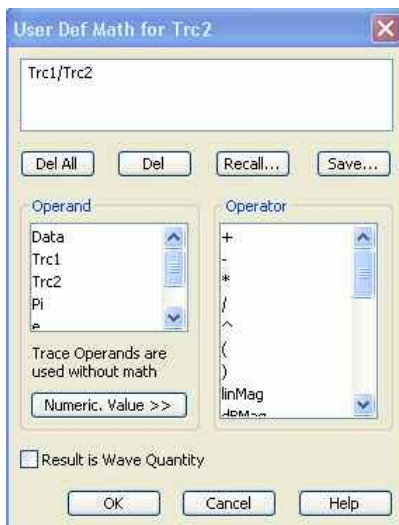 User Def Math for Trc2
Trc1/Trc2
Del All
Del
Recall...
Save...
Operand
Operator
Data
Trc1
Trc2
Pi
e
+
-
*
/
^
(
)
linMag
dBMag
Trace Operands are
used without math
Numeric. Value >>
Result is Wave Quantity
OK
Cancel
Help